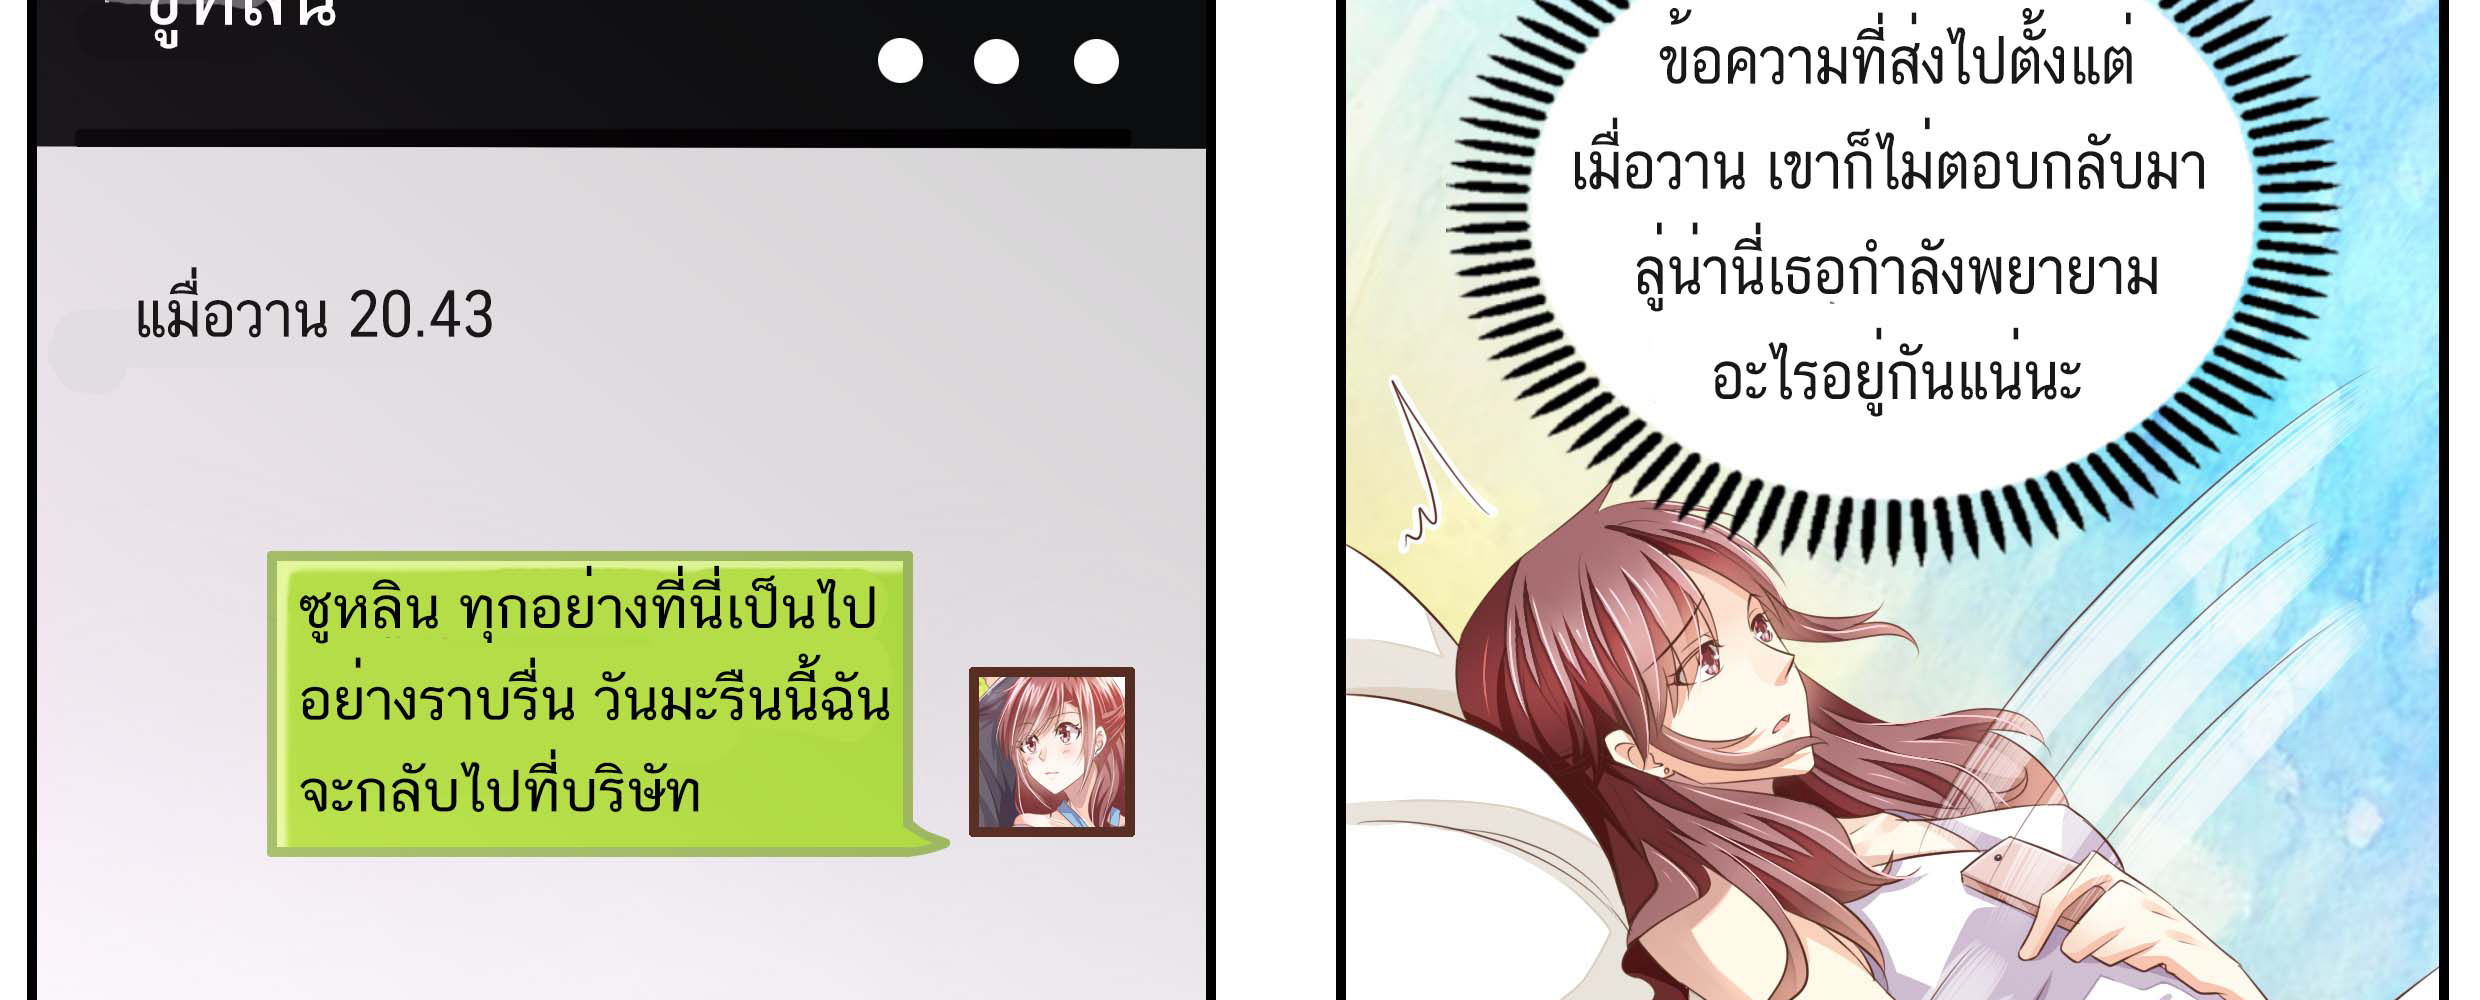 ซูหลิน
แมื่อวาน 20.43
ซูหลิน ทุกอย่างที่นี่เป็นไป
อย่างราบรื่น วันมะรืนนี้ฉัน
จะกลับไปที่บริษัท
ข้อความที่ส่งไปตั้งแต่
เมื่อวาน เขาก็ไม่ตอบกลับมา
ลู่น่านี่เธอกำลังพยายาม
อะไรอยู่กันแน่นะ